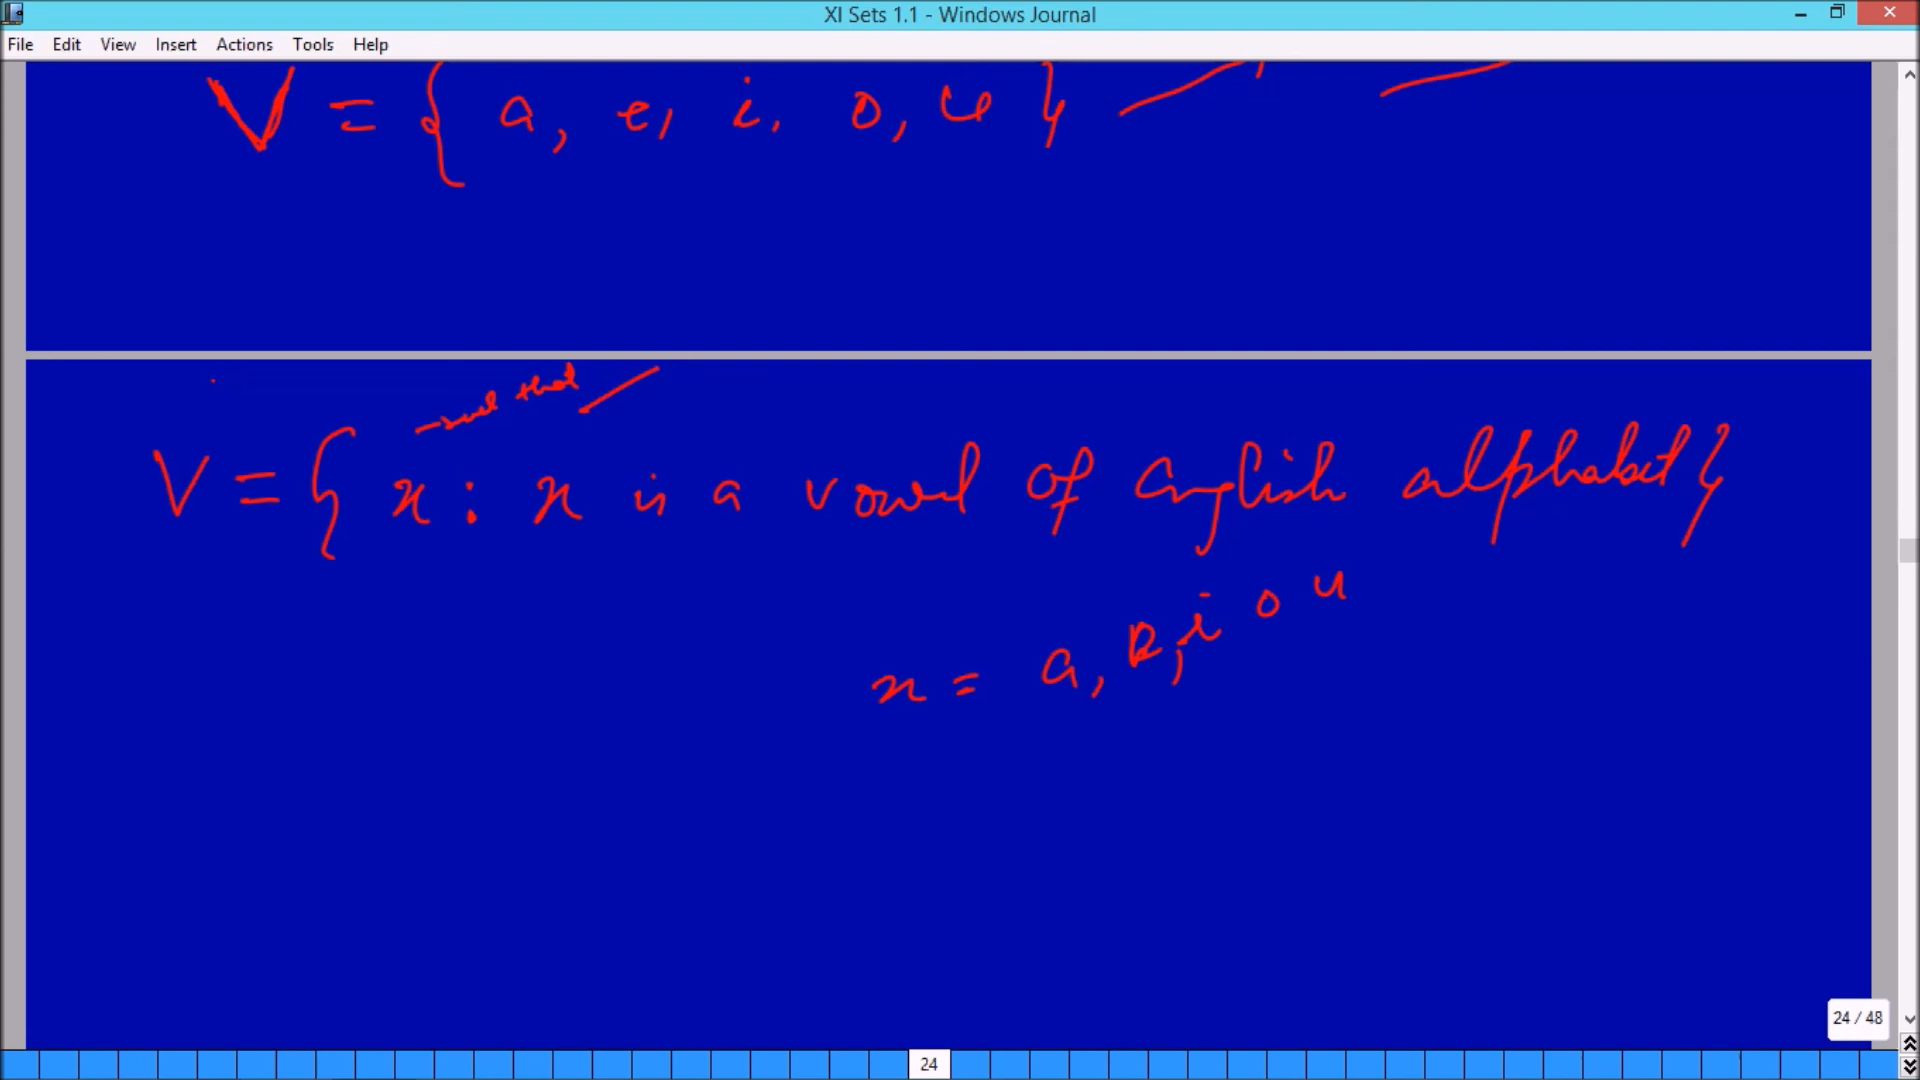 XI Sets 1.1 - Windows Journal
File Edit View Insert Actions Tools Help
V = { a, e, i, o, u }
such that
V = { x : x is a vowel of English alphabet }
x = a, e, i o u
24 / 48
24